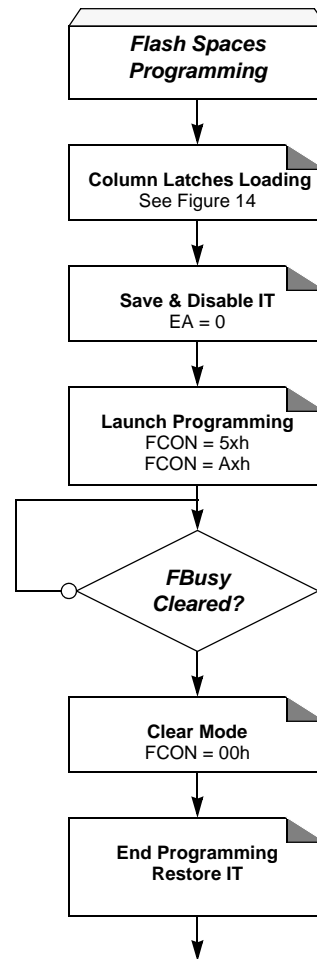 Flash Spaces
Programming
Column Latches Loading
See Figure 14
Save & Disable IT
EA = 0
Launch Programming
FCON = 5xh
FCON = Axh
FBusy
Cleared?
Clear Mode
FCON = 00h
End Programming
Restore IT